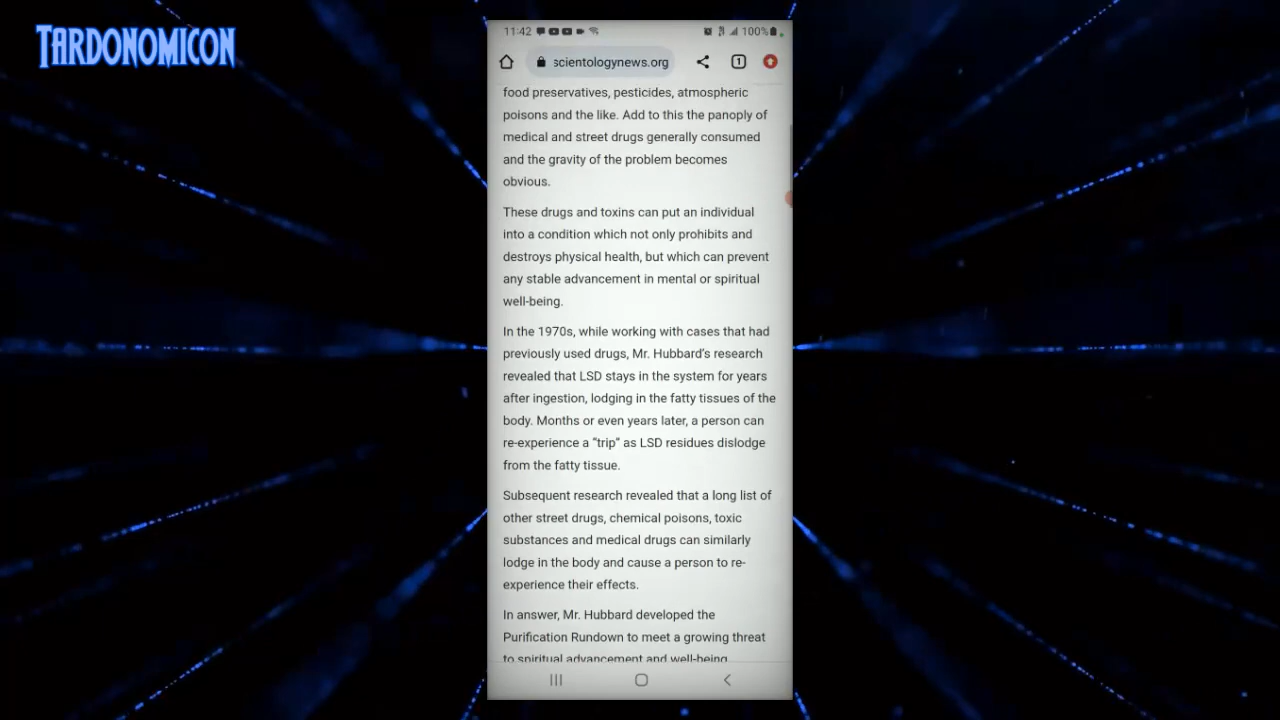 TARDONOMICON
11:42
100%
scientologynews.org
1
food preservatives, pesticides, atmospheric
poisons and the like. Add to this the panoply of
medical and street drugs generally consumed
and the gravity of the problem becomes
obvious.
These drugs and toxins can put an individual
into a condition which not only prohibits and
destroys physical health, but which can prevent
any stable advancement in mental or spiritual
well-being.
In the 1970s, while working with cases that had
previously used drugs, Mr. Hubbard's research
revealed that LSD stays in the system for years
after ingestion, lodging in the fatty tissues of the
body. Months or even years later, a person can
re-experience a “trip” as LSD residues dislodge
from the fatty tissue.
Subsequent research revealed that a long list of
other street drugs, chemical poisons, toxic
substances and medical drugs can similarly
lodge in the body and cause a person to re-
experience their effects.
In answer, Mr. Hubbard developed the
Purification Rundown to meet a growing threat
to spiritual advancement and well-being.